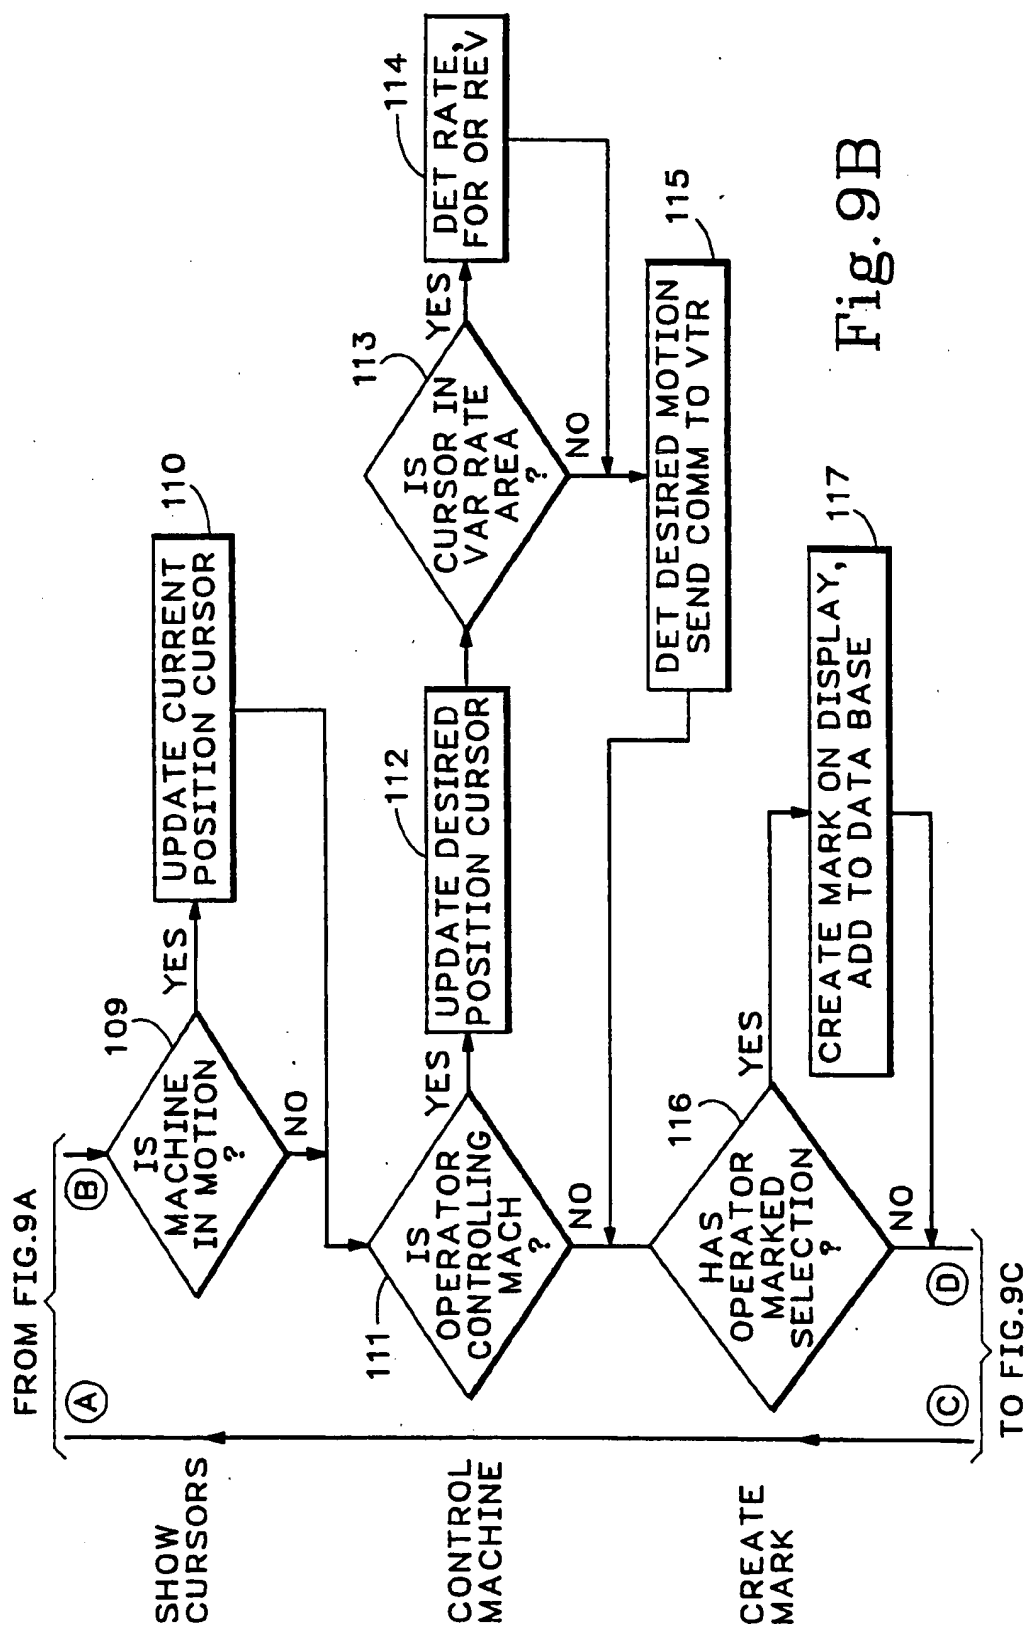 FROM FIG.9A
A
B
SHOW
CURSORS
109
IS
MACHINE
IN MOTION
?
YES
NO
110
UPDATE CURRENT
POSITION CURSOR
CONTROL
MACHINE
111
IS
OPERATOR
CONTROLLING
MACH
?
YES
NO
112
UPDATE DESIRED
POSITION CURSOR
113
IS
CURSOR IN
VAR RATE
AREA
?
YES
NO
114
DET RATE,
FOR OR REV
115
DET DESIRED MOTION
SEND COMM TO VTR
CREATE
MARK
116
HAS
OPERATOR
MARKED
SELECTION
?
YES
NO
117
CREATE MARK ON DISPLAY,
ADD TO DATA BASE
C
D
TO FIG.9C
Fig. 9B